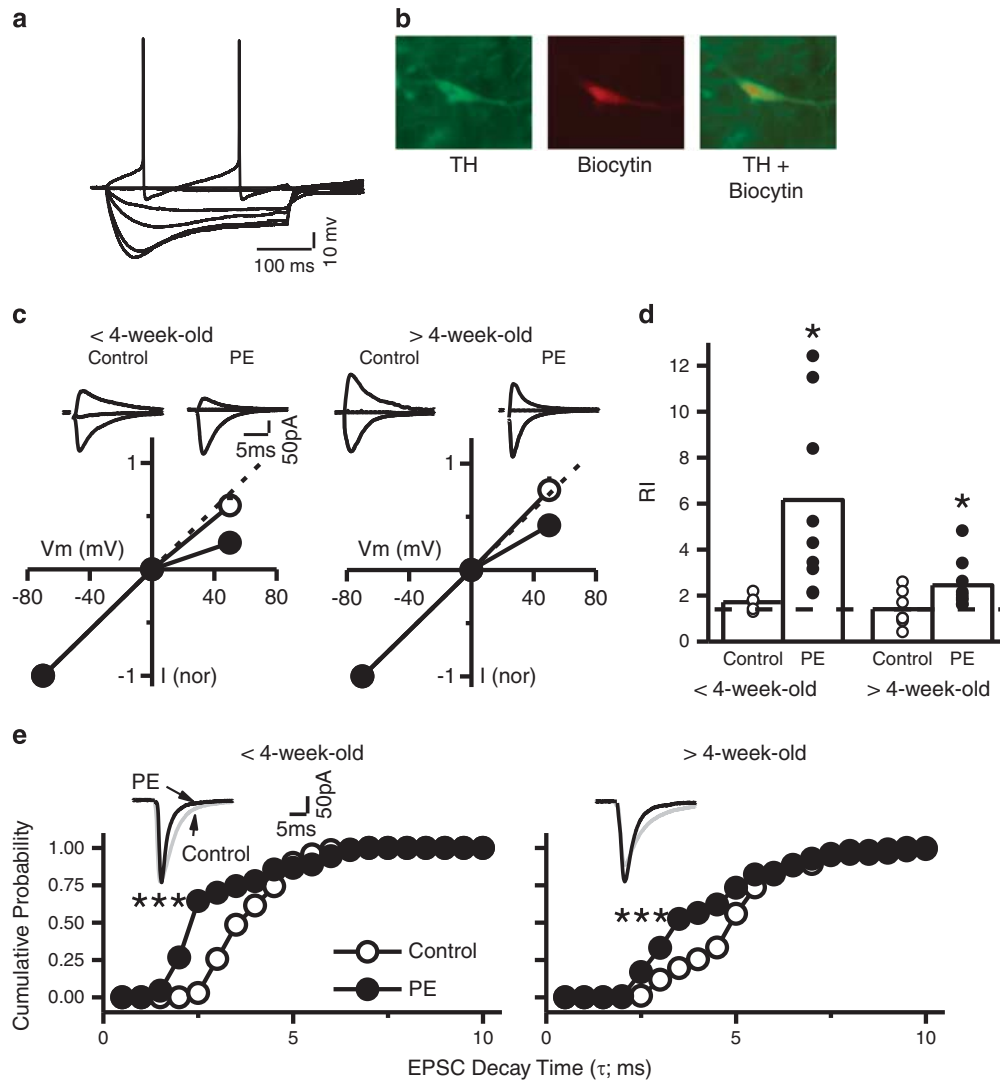 a
100 ms
10 mv
b
TH
Biocytin
TH +
Biocytin
c
< 4-week-old
Control
PE
5ms
50pA
1
Vm (mV)
-80
-40
40
80
-1
I (nor)
> 4-week-old
Control
PE
1
Vm (mV)
-80
-40
40
80
-1
I (nor)
d
RI
12
10
8
6
4
2
0
*
*
Control
PE
Control
PE
< 4-week-old
> 4-week-old
e
< 4-week-old
PE
Control
5ms
50pA
***
Cumulative Probability
1.00
0.75
0.50
0.25
0.00
Control
PE
0
5
10
> 4-week-old
***
0
5
10
EPSC Decay Time (τ; ms)